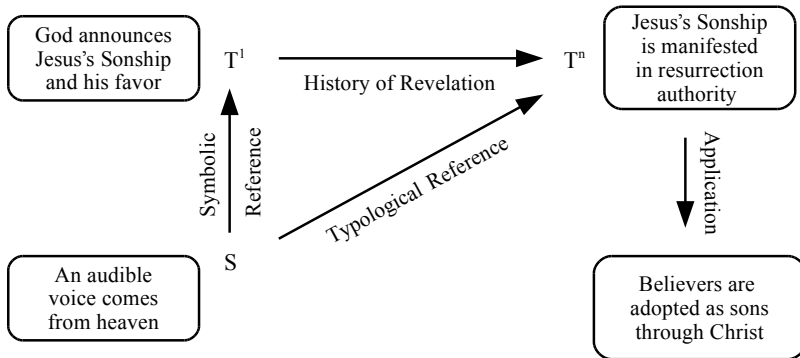 God announces
Jesus's Sonship
and his favor
T¹
History of Revelation
Tⁿ
Jesus's Sonship
is manifested
in resurrection
authority
Symbolic
Reference
Typological Reference
Application
S
An audible
voice comes
from heaven
Believers are
adopted as sons
through Christ